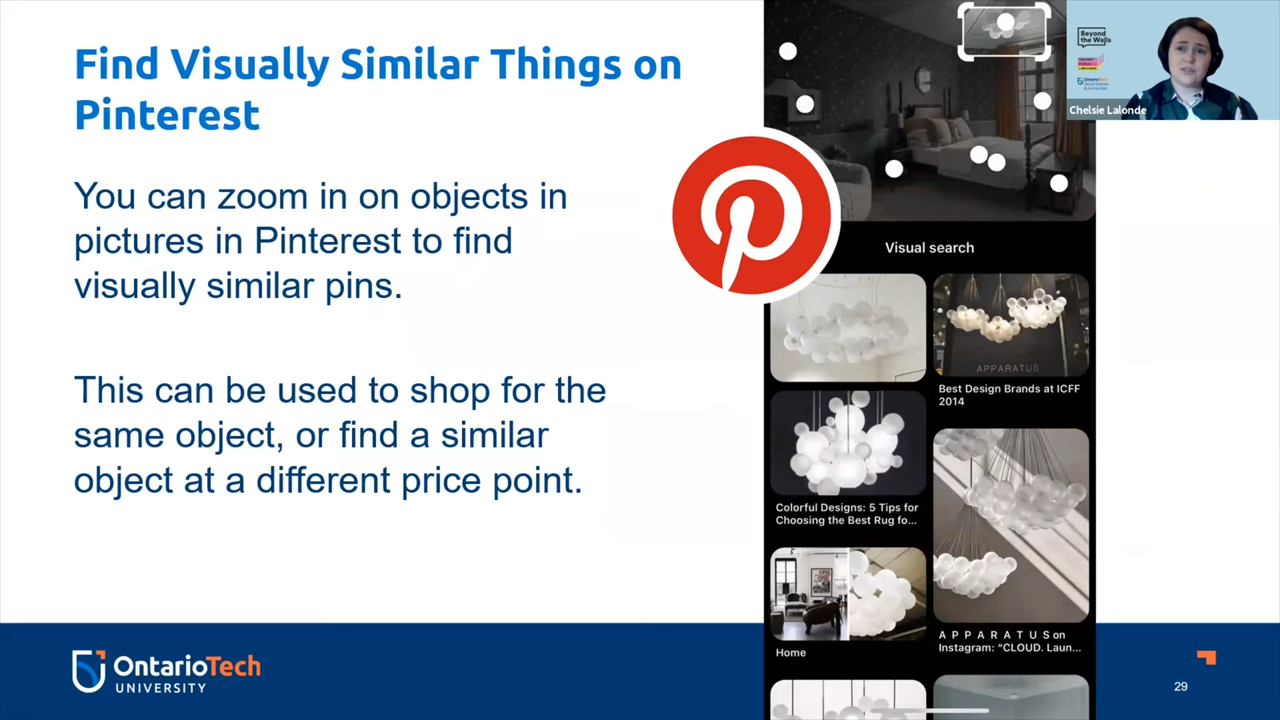 Find Visually Similar Things on
Pinterest
You can zoom in on objects in
pictures in Pinterest to find
visually similar pins.
This can be used to shop for the
same object, or find a similar
object at a different price point.
Visual search
APPARATUS
Best Design Brands at ICFF
2014
Colorful Designs: 5 Tips for
Choosing the Best Rug fo...
Home
A P P A R A T U S on
Instagram: “CLOUD. Laun...
Beyond
the Walls
OntarioTech
Chelsie Lalonde
OntarioTech
UNIVERSITY
29